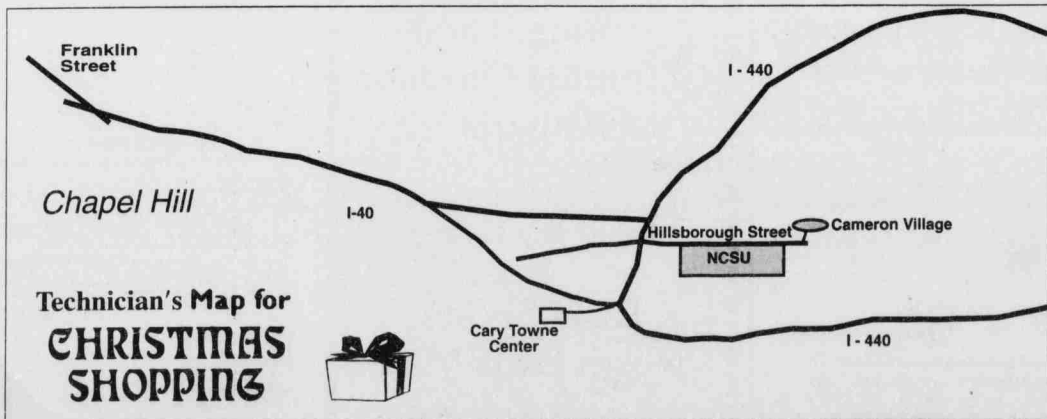 Franklin
Street
I - 440
Chapel Hill
I-40
Hillsborough Street
Cameron Village
NCSU
Technician's Map for
CHRISTMAS
SHOPPING
Cary Towne
Center
I - 440